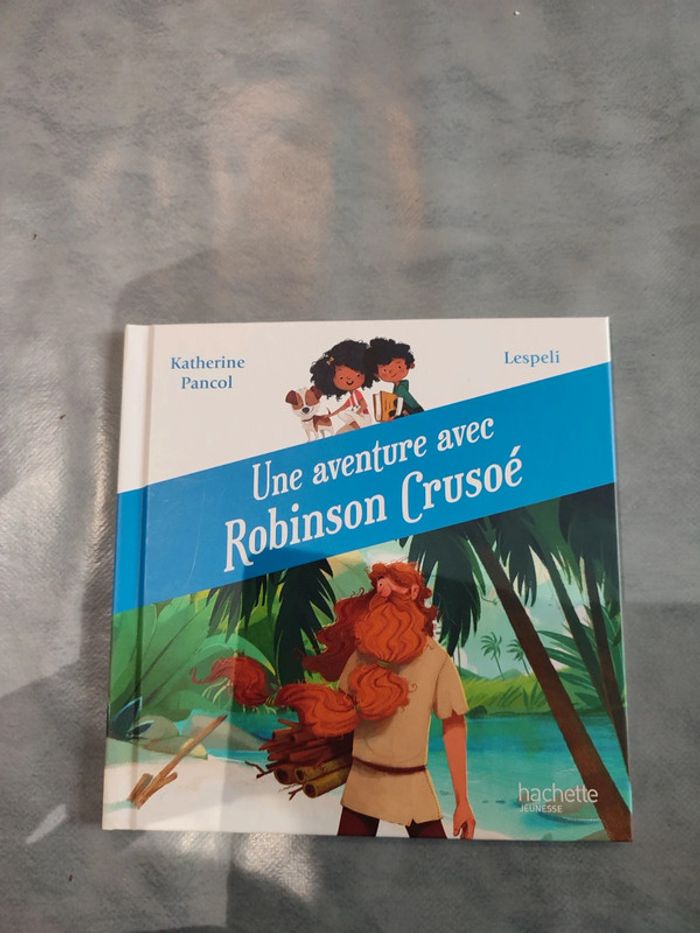 Katherine
Pancol
Lespeli
Une aventure avec
Robinson Crusoé
hachette
JEUNESSE